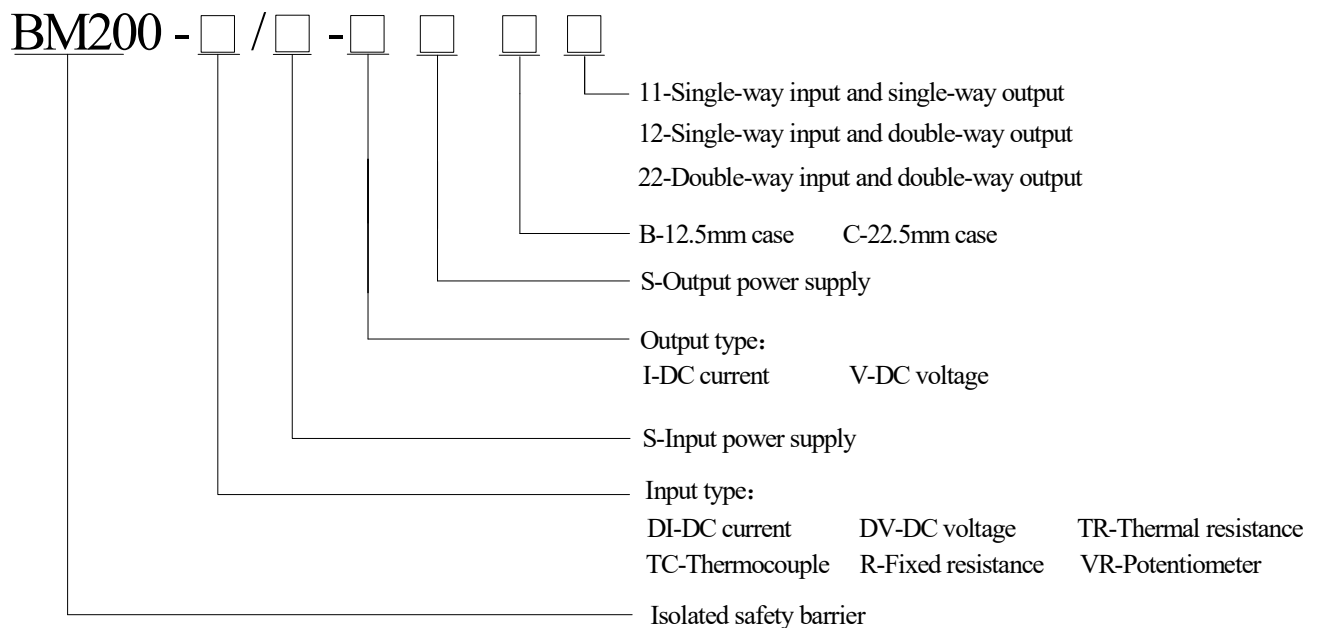 BM200 - □ / □ - □ □ □ □
11-Single-way input and single-way output
12-Single-way input and double-way output
22-Double-way input and double-way output
B-12.5mm case C-22.5mm case
S-Output power supply
Output type：
I-DC current V-DC voltage
S-Input power supply
Input type：
DI-DC current DV-DC voltage TR-Thermal resistance
TC-Thermocouple R-Fixed resistance VR-Potentiometer
Isolated safety barrier